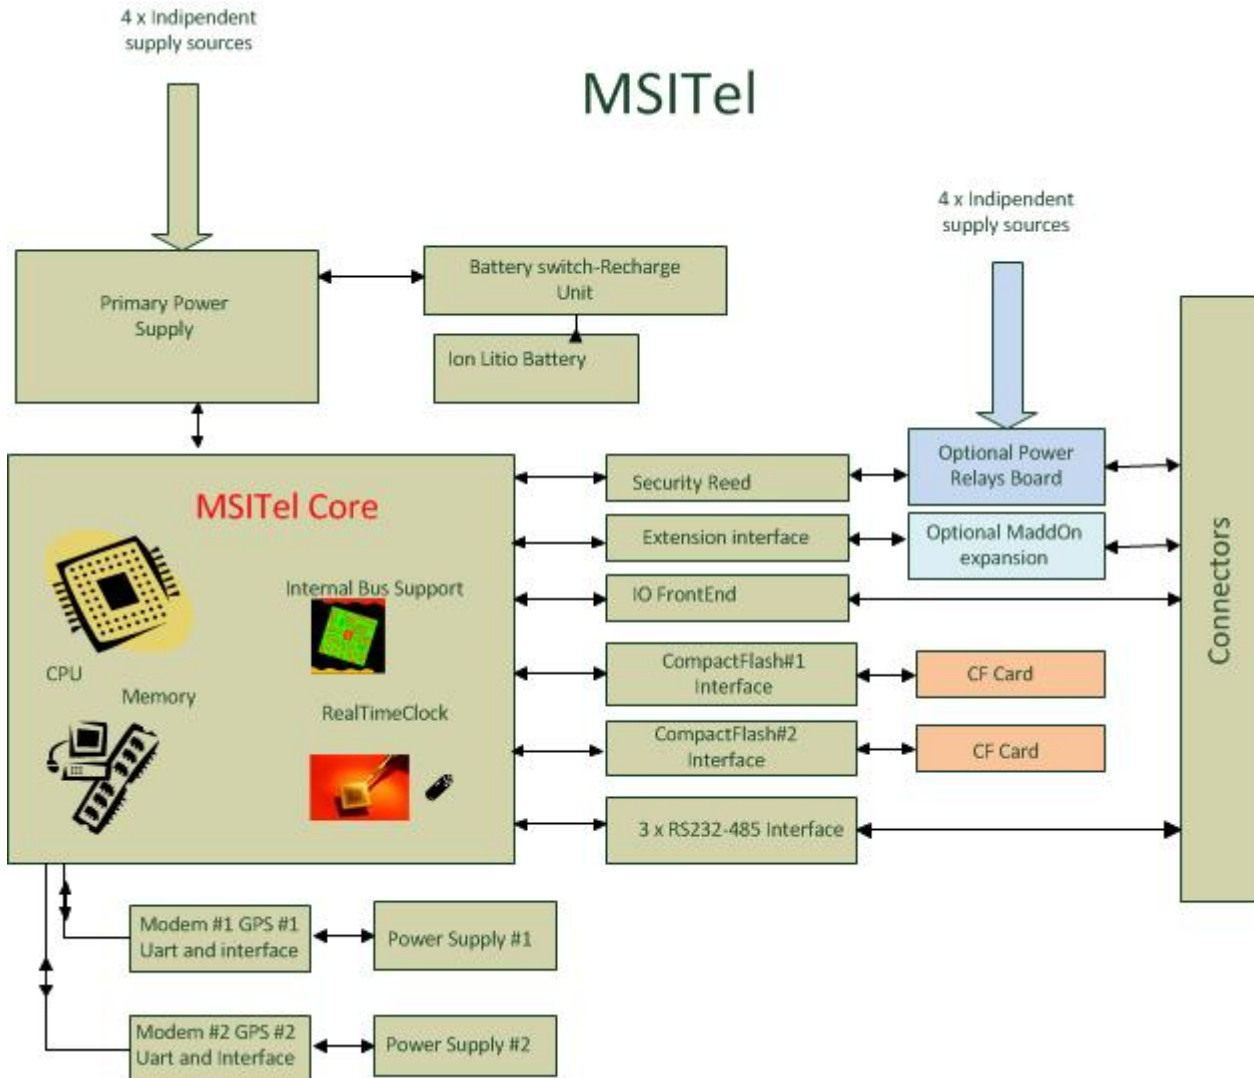 4 x Indipendent
supply sources
MSITel
4 x Indipendent
supply sources
Primary Power
Supply
Battery switch-Recharge
Unit
Ion Litio Battery
Optional Power
Relays Board
Security Reed
MSITel Core
Extension interface
Optional MaddOn
expansion
Internal Bus Support
IO FrontEnd
Connectors
CPU
Memory
RealTimeClock
CompactFlash#1
Interface
CF Card
CompactFlash#2
Interface
CF Card
3 x RS232-485 Interface
Modem #1 GPS #1
Uart and interface
Power Supply #1
Modem #2 GPS #2
Uart and Interface
Power Supply #2